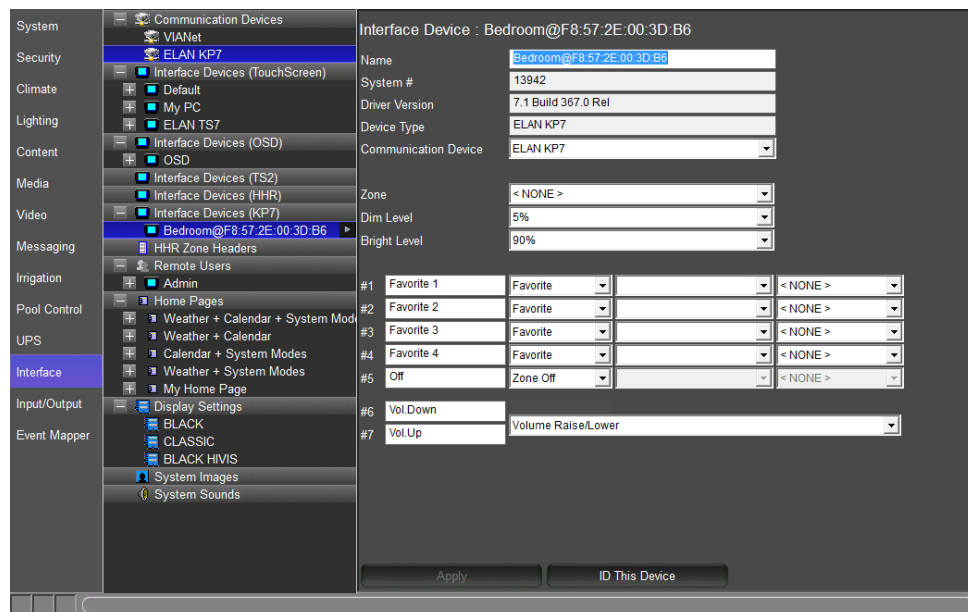 System
Security
Climate
Lighting
Content
Media
Video
Messaging
Irrigation
Pool Control
UPS
Interface
Input/Output
Event Mapper
Communication Devices
VIANet
ELAN KP7
Interface Devices (TouchScreen)
Default
My PC
ELAN TS7
Interface Devices (OSD)
OSD
Interface Devices (TS2)
Interface Devices (HHR)
Interface Devices (KP7)
Bedroom@F8:57:2E:00:3D:B6
HHR Zone Headers
Remote Users
Admin
Home Pages
Weather + Calendar + System Mod
Weather + Calendar
Calendar + System Modes
Weather + System Modes
My Home Page
Display Settings
BLACK
CLASSIC
BLACK HIVIS
System Images
System Sounds
Interface Device : Bedroom@F8:57:2E:00:3D:B6
Name Bedroom@F8:57:2E:00:3D:B6
System # 13942
Driver Version 7.1 Build 367.0 Rel
Device Type ELAN KP7
Communication Device ELAN KP7
Zone < NONE >
Dim Level 5%
Bright Level 90%
#1 Favorite 1 Favorite < NONE >
#2 Favorite 2 Favorite < NONE >
#3 Favorite 3 Favorite < NONE >
#4 Favorite 4 Favorite < NONE >
#5 Off Zone Off < NONE >
#6 Vol.Down
#7 Vol.Up Volume Raise/Lower
Apply ID This Device